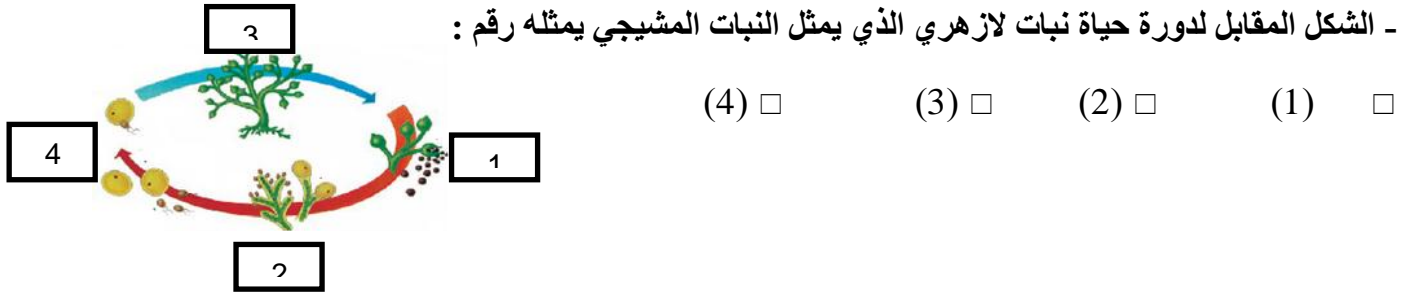 - الشكل المقابل لدورة حياة نبات لازهري الذي يمثل النبات المشيجي يمثله رقم :
□ (1) □ (2) □ (3) □ (4)
3
4
1
2